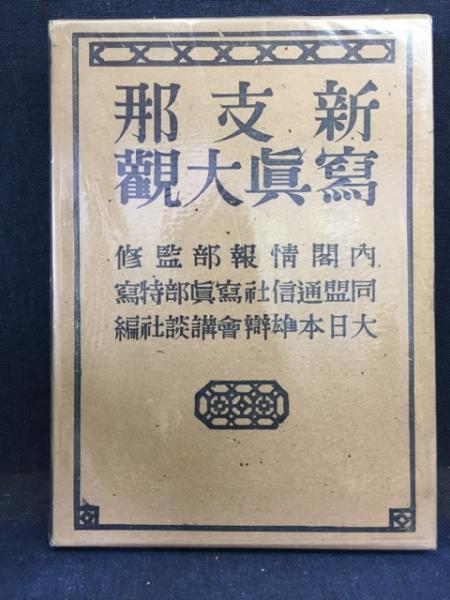 新支那
寫眞大觀
內閣情報部監修
同盟通信社寫眞部特寫
大日本雄辯會講談社編